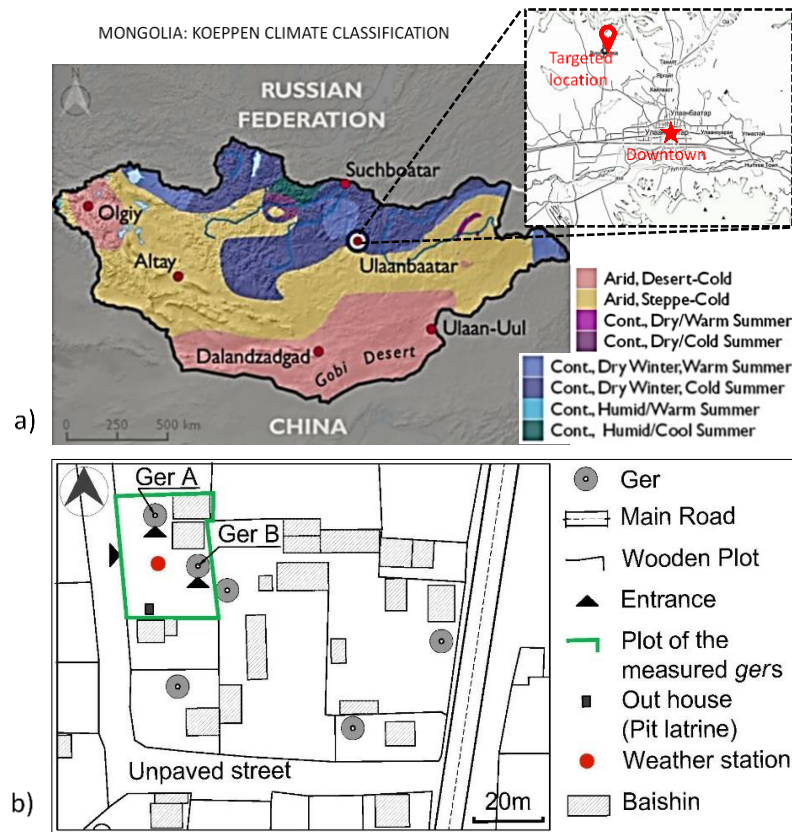 MONGOLIA: KOEPPEN CLIMATE CLASSIFICATION
Targeted
location
Улаанбаатар
Downtown
RUSSIAN
FEDERATION
Suchboatar
Olgiy
Altay
Ulaanbaatar
Ulaan-Uul
Dalandzadgad
Gobi Desert
CHINA
0 250 500 km
Arid, Desert-Cold
Arid, Steppe-Cold
Cont., Dry/Warm Summer
Cont., Dry/Cold Summer
Cont., Dry Winter, Warm Summer
Cont., Dry Winter, Cold Summer
Cont., Humid/Warm Summer
Cont., Humid/Cool Summer
a)
Ger A
Ger B
Unpaved street
20m
Ger
Main Road
Wooden Plot
Entrance
Plot of the
measured gers
Out house
(Pit latrine)
Weather station
Baishin
b)